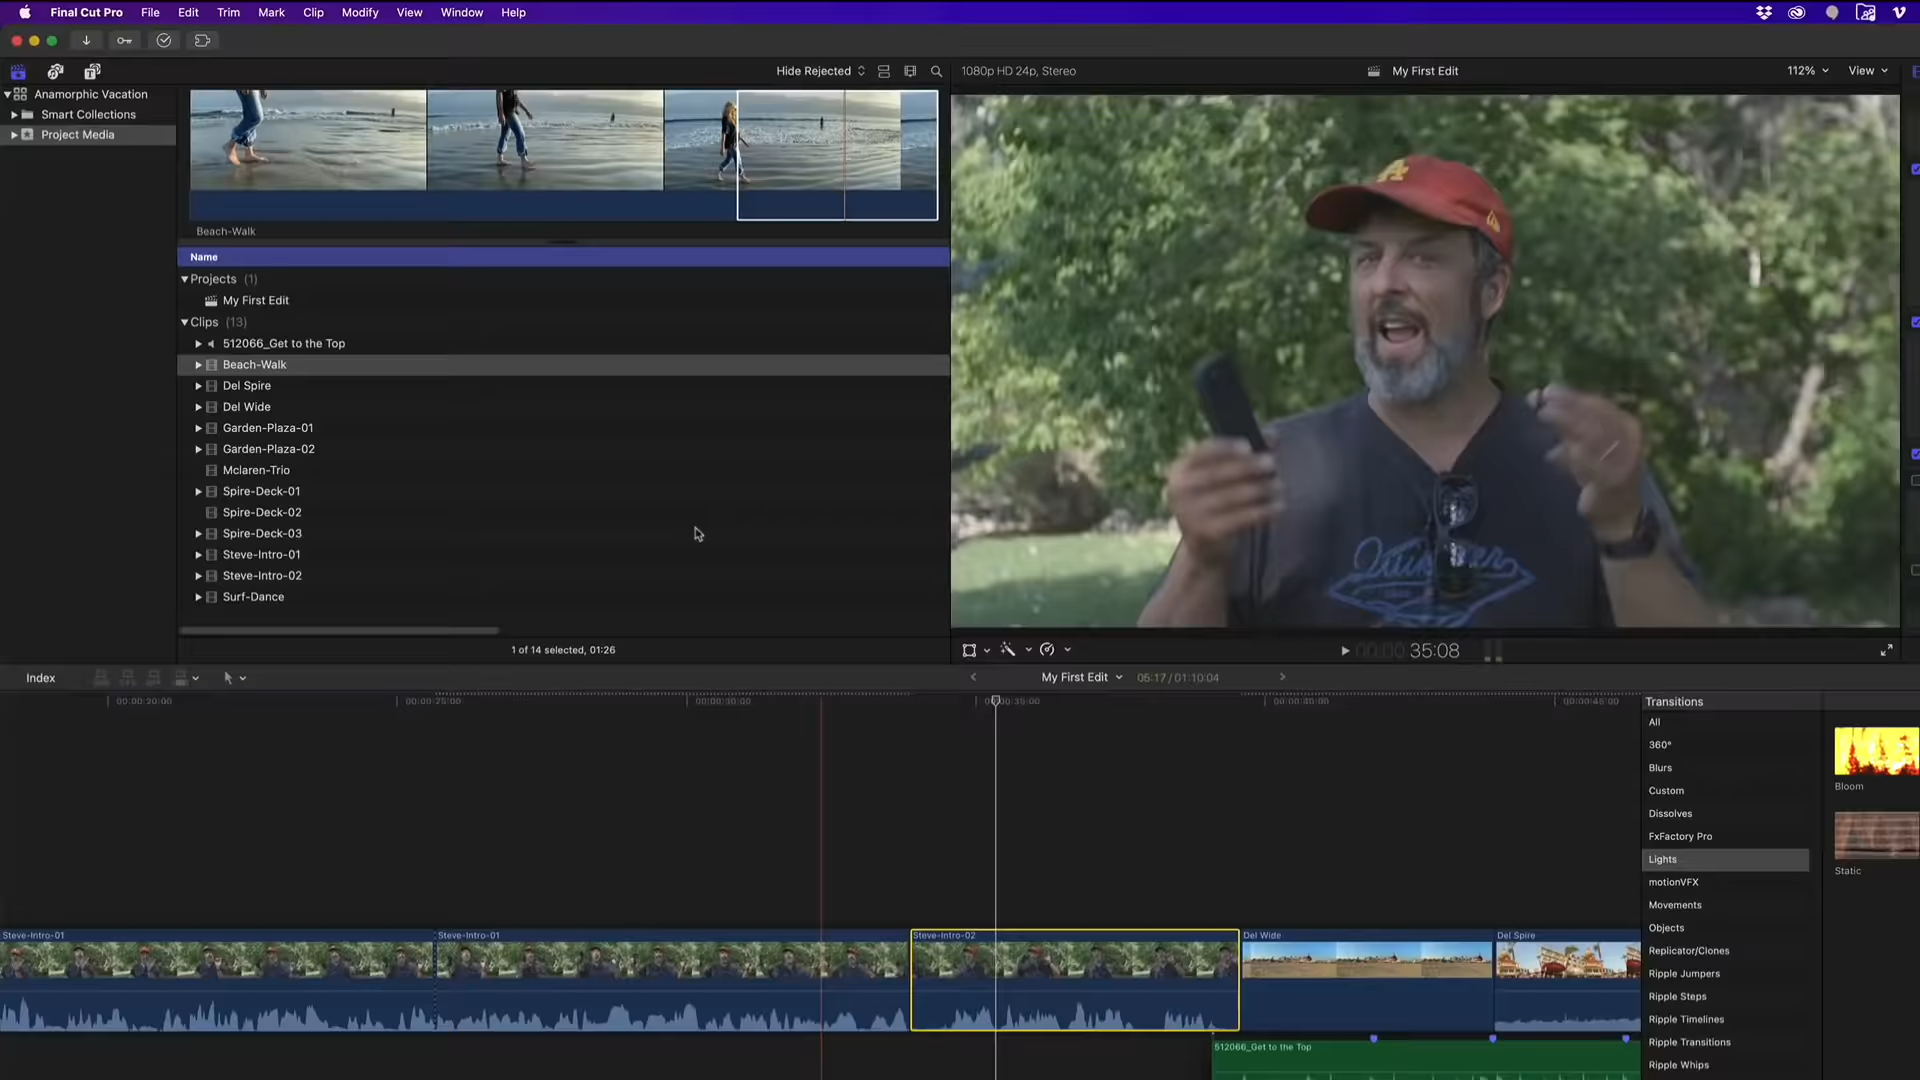 Final Cut Pro File Edit Trim Mark Clip Modify View Window Help
Hide Rejected
1080p HD 24p, Stereo
My First Edit
112%
View
Anamorphic Vacation
Smart Collections
Project Media
Beach-Walk
Name
Projects (1)
My First Edit
Clips (13)
512066_Get to the Top
Beach-Walk
Del Spire
Del Wide
Garden-Plaza-01
Garden-Plaza-02
Mclaren-Trio
Spire-Deck-01
Spire-Deck-02
Spire-Deck-03
Steve-Intro-01
Steve-Intro-02
Surf-Dance
1 of 14 selected, 01:26
00:00:35:08
Index
My First Edit
05:17 / 01:10:04
00:00:20:00
00:00:25:00
00:00:30:00
00:00:35:00
00:00:40:00
00:00:45:00
Transitions
All
360°
Blurs
Custom
Dissolves
FxFactory Pro
Lights
motionVFX
Movements
Objects
Replicator/Clones
Ripple Jumpers
Ripple Steps
Ripple Timelines
Ripple Transitions
Ripple Whips
Bloom
Static
Steve-Intro-01
Steve-Intro-01
Steve-Intro-02
Del Wide
Del Spire
512066_Get to the Top